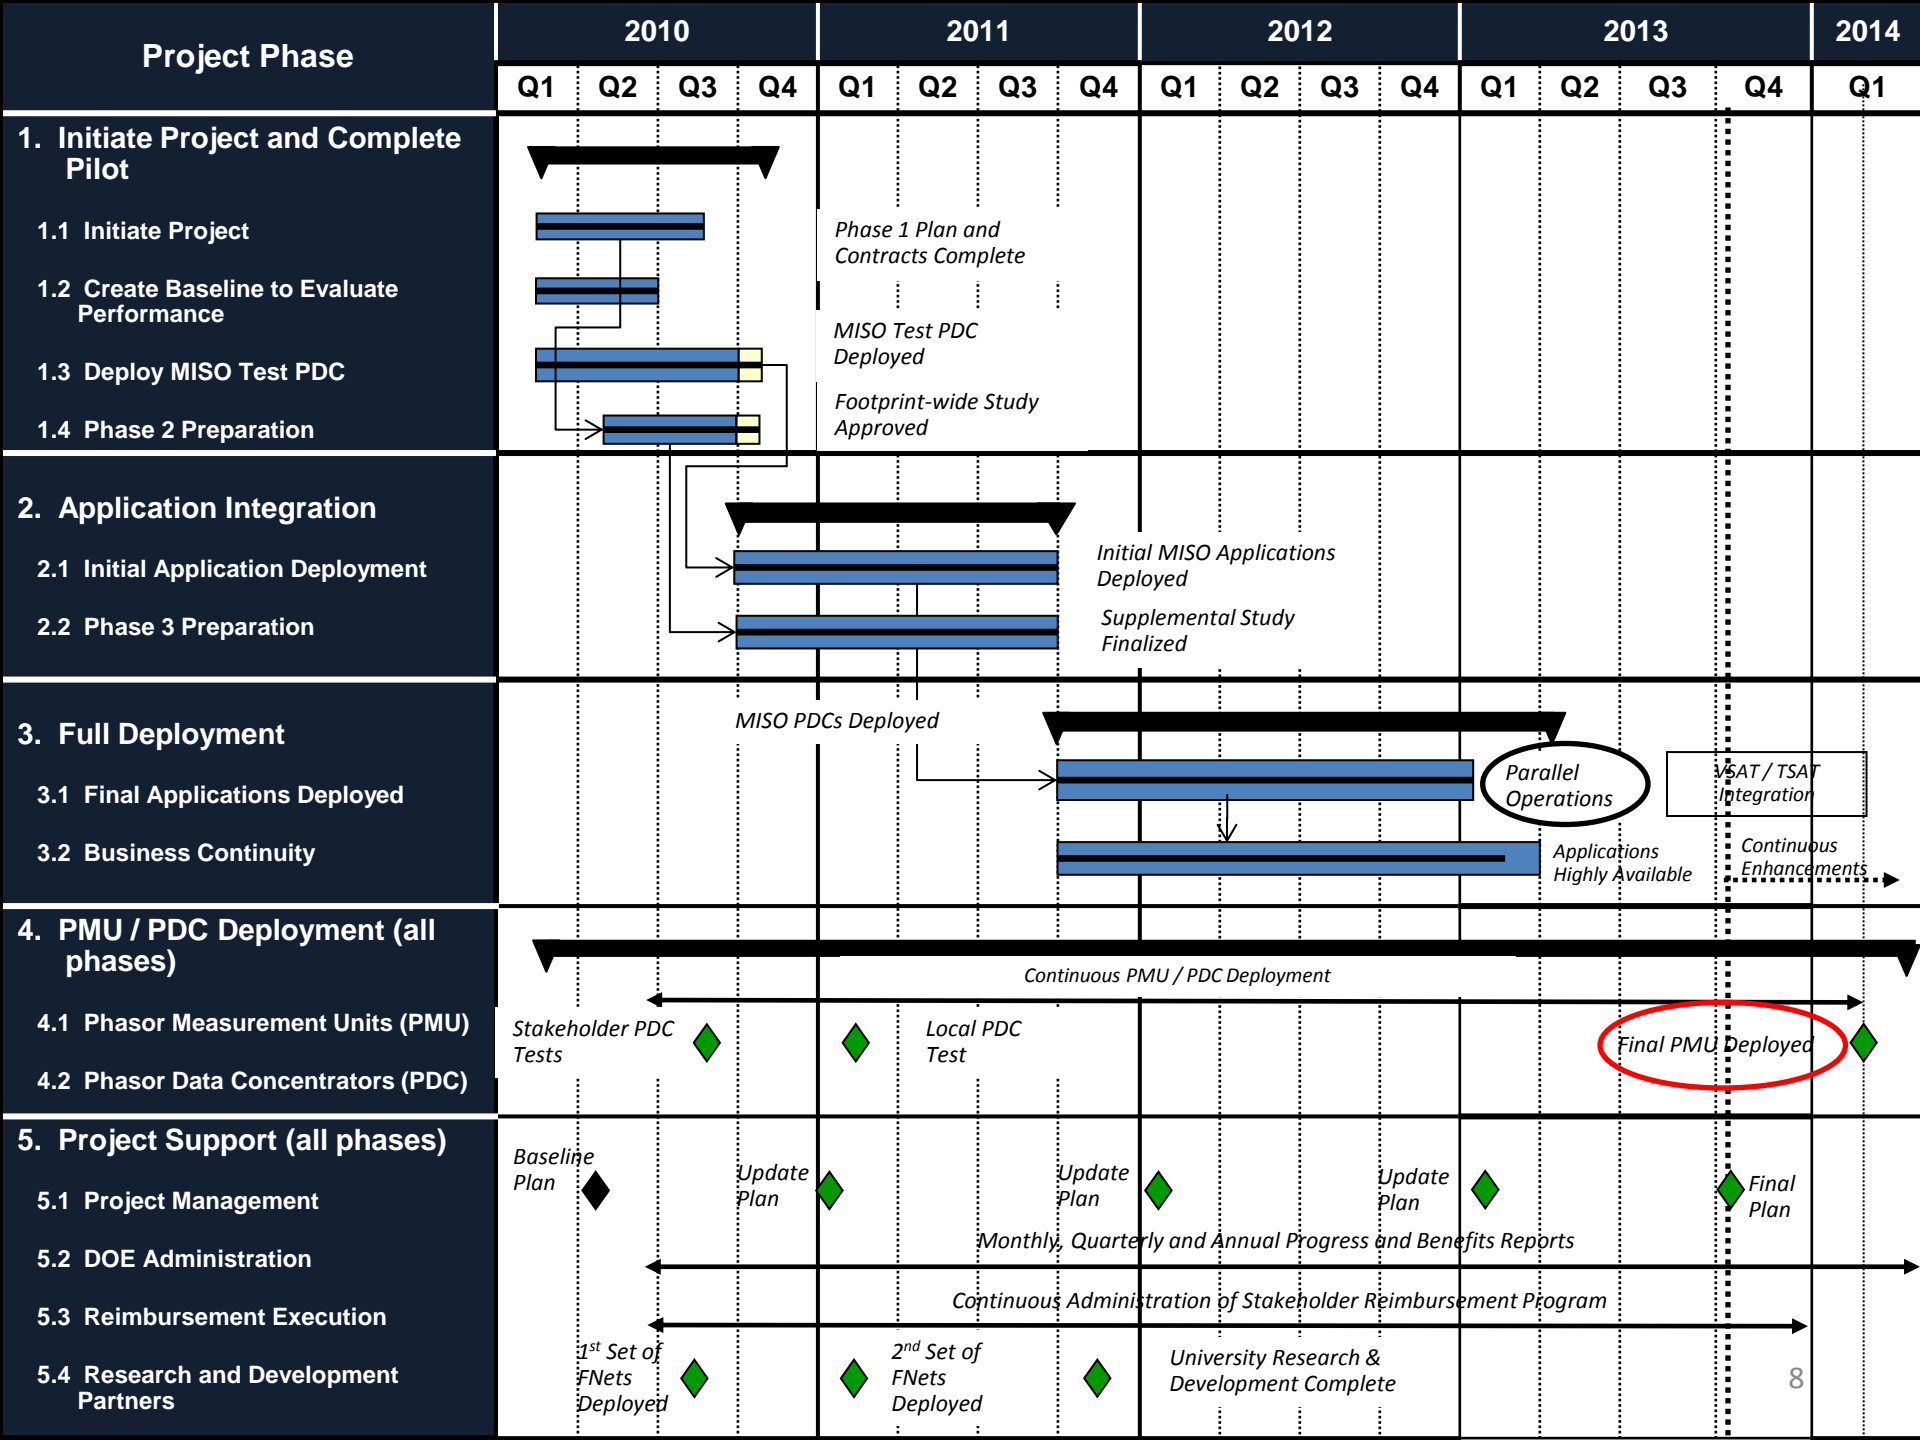 Project Phase
2010
2011
2012
2013
2014
Q1 Q2 Q3 Q4 Q1 Q2 Q3 Q4 Q1 Q2 Q3 Q4 Q1 Q2 Q3 Q4 Q1
1. Initiate Project and Complete
Pilot
1.1 Initiate Project
Phase 1 Plan and
Contracts Complete
1.2 Create Baseline to Evaluate
Performance
MISO Test PDC
Deployed
1.3 Deploy MISO Test PDC
Footprint-wide Study
Approved
1.4 Phase 2 Preparation
2. Application Integration
2.1 Initial Application Deployment
Initial MISO Applications
Deployed
2.2 Phase 3 Preparation
Supplemental Study
Finalized
3. Full Deployment
MISO PDCs Deployed
3.1 Final Applications Deployed
Parallel
Operations
VSAT / TSAT
Integration
3.2 Business Continuity
Applications
Highly Available
Continuous
Enhancements
4. PMU / PDC Deployment (all
phases)
Continuous PMU / PDC Deployment
4.1 Phasor Measurement Units (PMU)
Stakeholder PDC
Tests
Local PDC
Test
Final PMU Deployed
4.2 Phasor Data Concentrators (PDC)
5. Project Support (all phases)
Baseline
Plan
Update
Plan
Update
Plan
Update
Plan
Final
Plan
5.1 Project Management
Monthly, Quarterly and Annual Progress and Benefits Reports
5.2 DOE Administration
Continuous Administration of Stakeholder Reimbursement Program
5.3 Reimbursement Execution
1st Set of
FNets
Deployed
2nd Set of
FNets
Deployed
University Research &
Development Complete
5.4 Research and Development
Partners
8